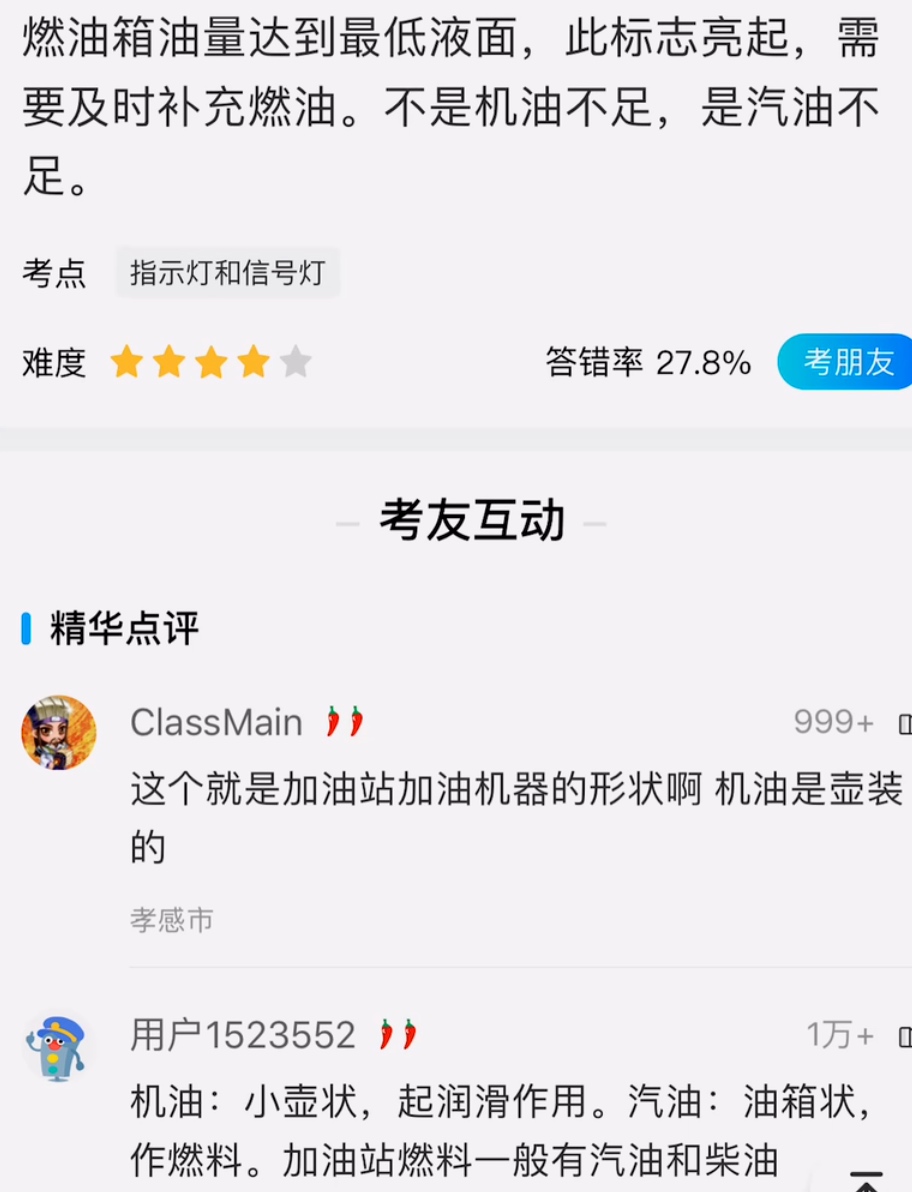 燃油箱油量达到最低液面，此标志亮起，需
要及时补充燃油。不是机油不足，是汽油不
足。
考点 指示灯和信号灯
难度 答错率 27.8% 考朋友
考友互动
精华点评
ClassMain 999+
这个就是加油站加油机器的形状啊 机油是壶装
的
孝感市
用户1523552 1万+
机油：小壶状，起润滑作用。汽油：油箱状，
作燃料。加油站燃料一般有汽油和柴油